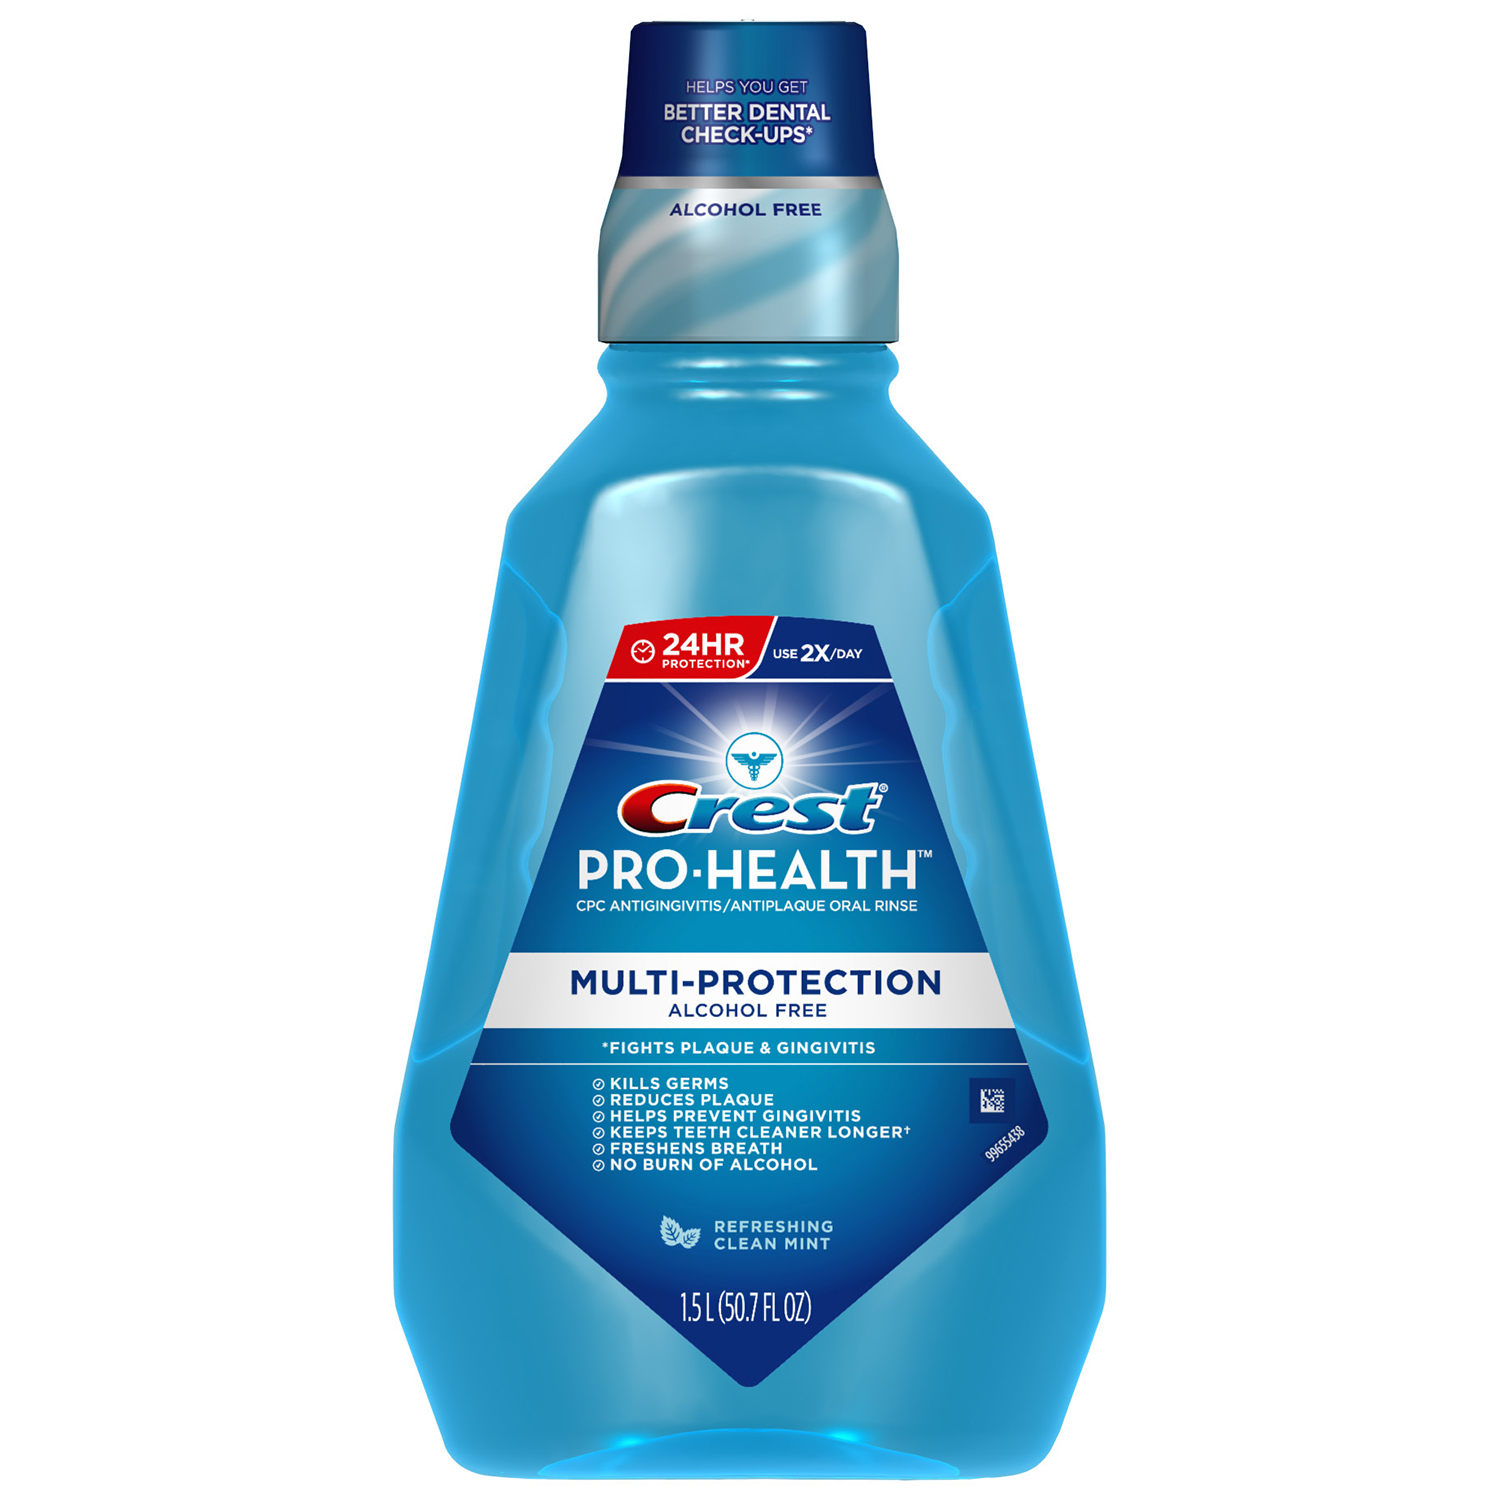 HELPS YOU GET
BETTER DENTAL
CHECK-UPS*
ALCOHOL FREE
24HR
PROTECTION*
USE 2X/DAY
Crest®
PRO·HEALTH™
CPC ANTIGINGIVITIS/ANTIPLAQUE ORAL RINSE
MULTI-PROTECTION
ALCOHOL FREE
*FIGHTS PLAQUE & GINGIVITIS
KILLS GERMS
REDUCES PLAQUE
HELPS PREVENT GINGIVITIS
KEEPS TEETH CLEANER LONGER†
FRESHENS BREATH
NO BURN OF ALCOHOL
99655438
REFRESHING
CLEAN MINT
1.5 L (50.7 FL OZ)